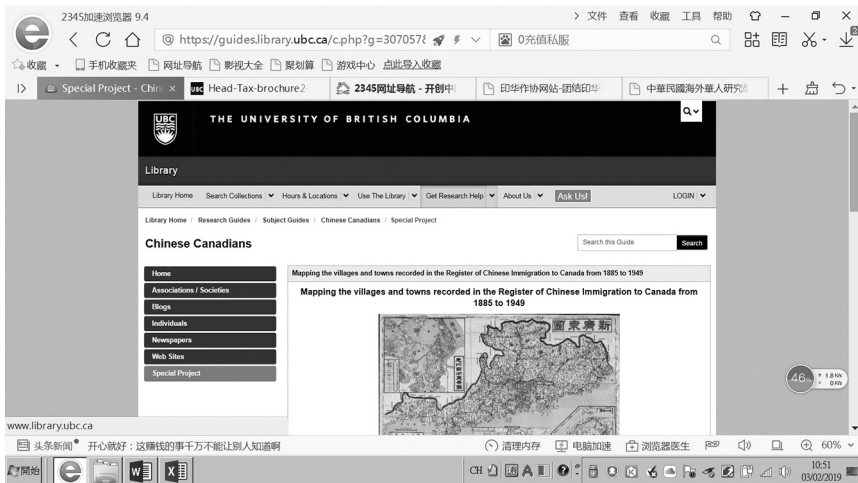 2345加速浏览器 9.4
文件 查看 收藏 工具 帮助
https://guides.library.ubc.ca/c.php?g=307057&
0充值私服
收藏 手机收藏夹 网址导航 影视大全 聚划算 游戏中心 点此导入收藏
Special Project - Chin
UBC Head-Tax-brochure2-
2345网址导航 - 开创中
印华作协网站-团结印华
中華民國海外華人研究
UBC
THE UNIVERSITY OF BRITISH COLUMBIA
Library
Library Home Search Collections Hours & Locations Use The Library Get Research Help About Us Ask Us! LOGIN
Library Home / Research Guides / Subject Guides / Chinese Canadians / Special Project
Chinese Canadians
Search this Guide Search
Home
Associations / Societies
Blogs
Individuals
Newspapers
Web Sites
Special Project
Mapping the villages and towns recorded in the Register of Chinese Immigration to Canada from 1885 to 1949
Mapping the villages and towns recorded in the Register of Chinese Immigration to Canada from
1885 to 1949
圖東廣新
46%
1.8K/s
0K/s
www.library.ubc.ca
头条新闻 开心就好：这赚钱的事千万不能让别人知道啊
清理内存 电脑加速 浏览器医生 60%
開始
CH
10:51
03/02/2019